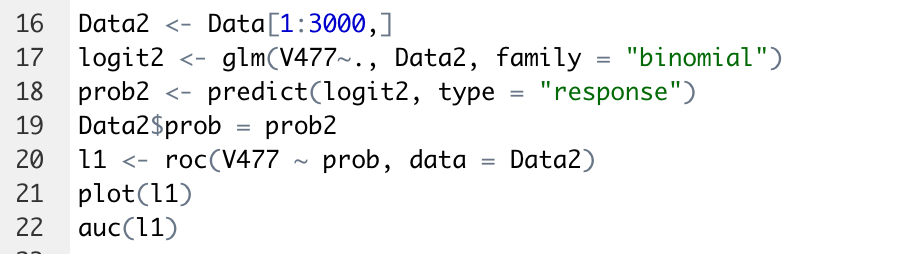 16 Data2 <- Data[1:3000,]
17 logit2 <- glm(V477~., Data2, family = "binomial")
18 prob2 <- predict(logit2, type = "response")
19 Data2$prob = prob2
20 l1 <- roc(V477 ~ prob, data = Data2)
21 plot(l1)
22 auc(l1)